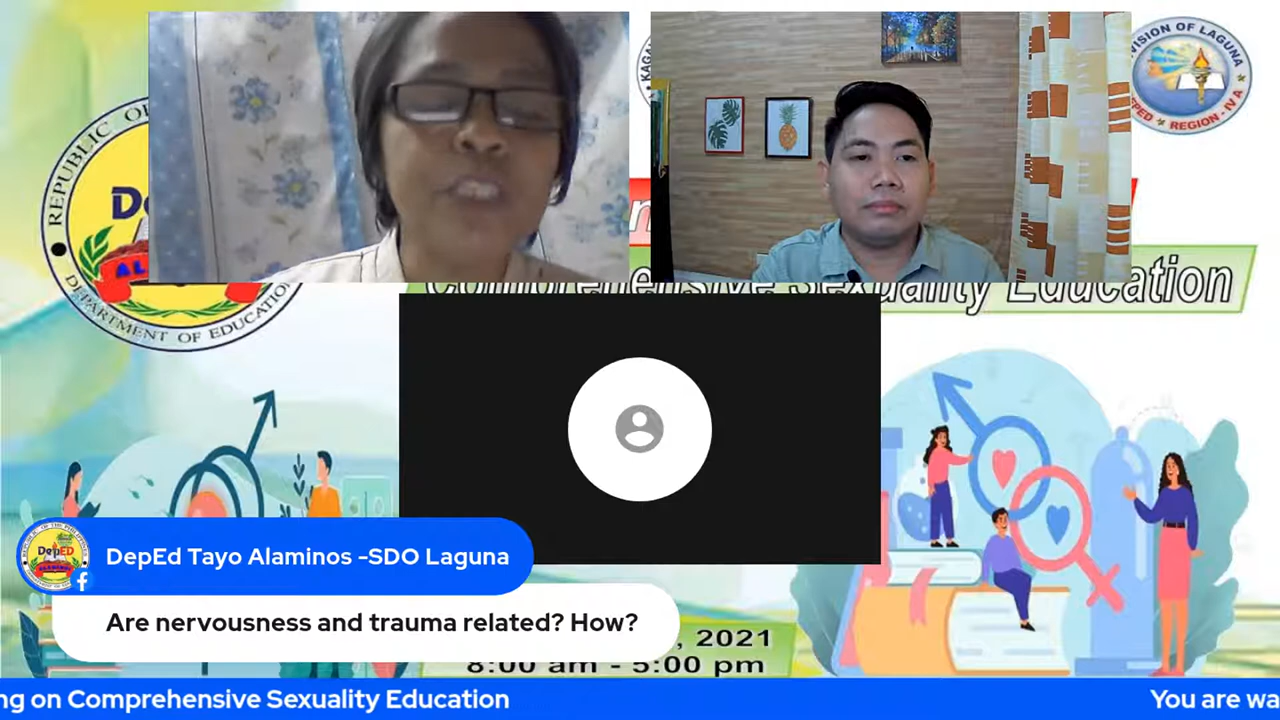 REPUBLIC OF
DEPARTMENT OF EDUCATION
VISION OF LAGUNA
REGION-IV A
Comprehensive Sexuality Education
DepEd Tayo Alaminos -SDO Laguna
Are nervousness and trauma related? How?
, 2021
8:00 am - 5:00 pm
ng on Comprehensive Sexuality Education
You are wa